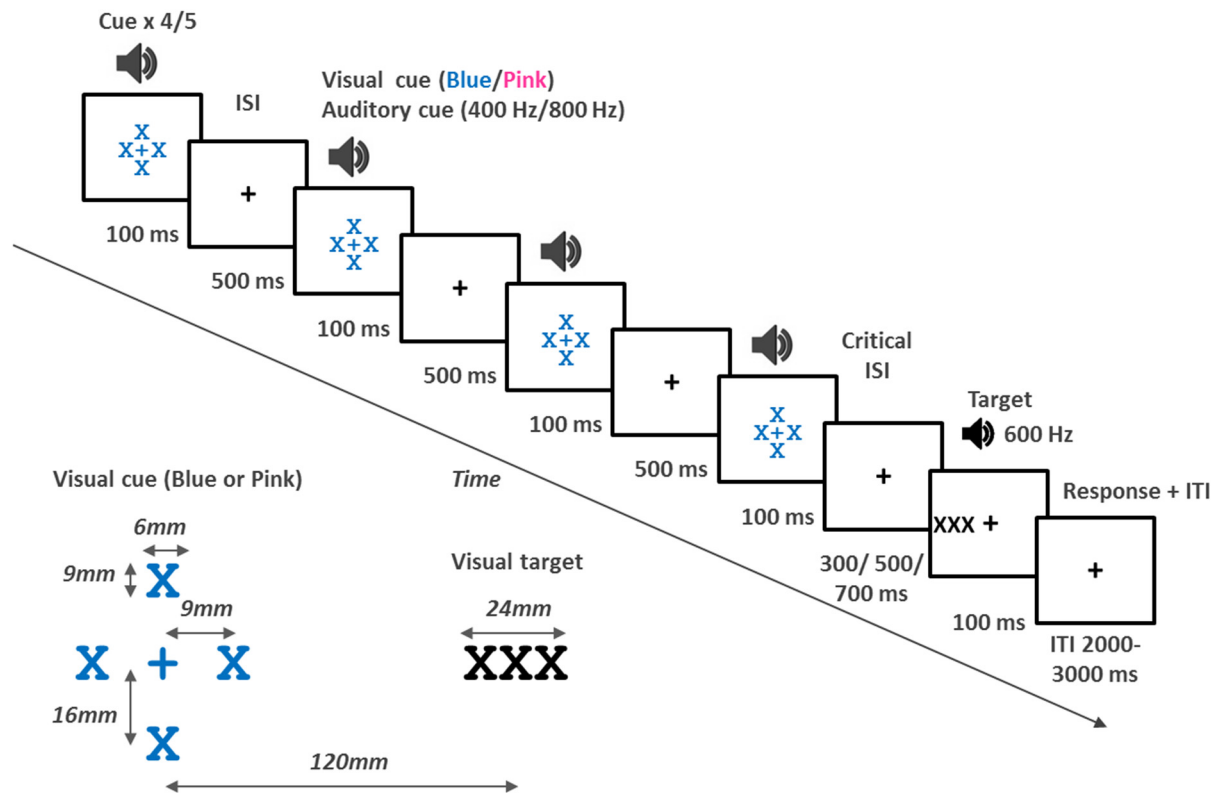 Cue x 4/5
Visual cue (Blue/Pink)
Auditory cue (400 Hz/800 Hz)
ISI
X
X+X
X
+
100 ms
X
X+X
X
500 ms
+
100 ms
X
X+X
X
500 ms
+
100 ms
Critical
ISI
X
X+X
X
500 ms
+
100 ms
Target
600 Hz
XXX +
300/ 500/
700 ms
Response + ITI
+
100 ms
ITI 2000-
3000 ms
Time
Visual cue (Blue or Pink)
6mm
9mm
X
9mm
X + X
16mm
X
120mm
Visual target
24mm
XXX